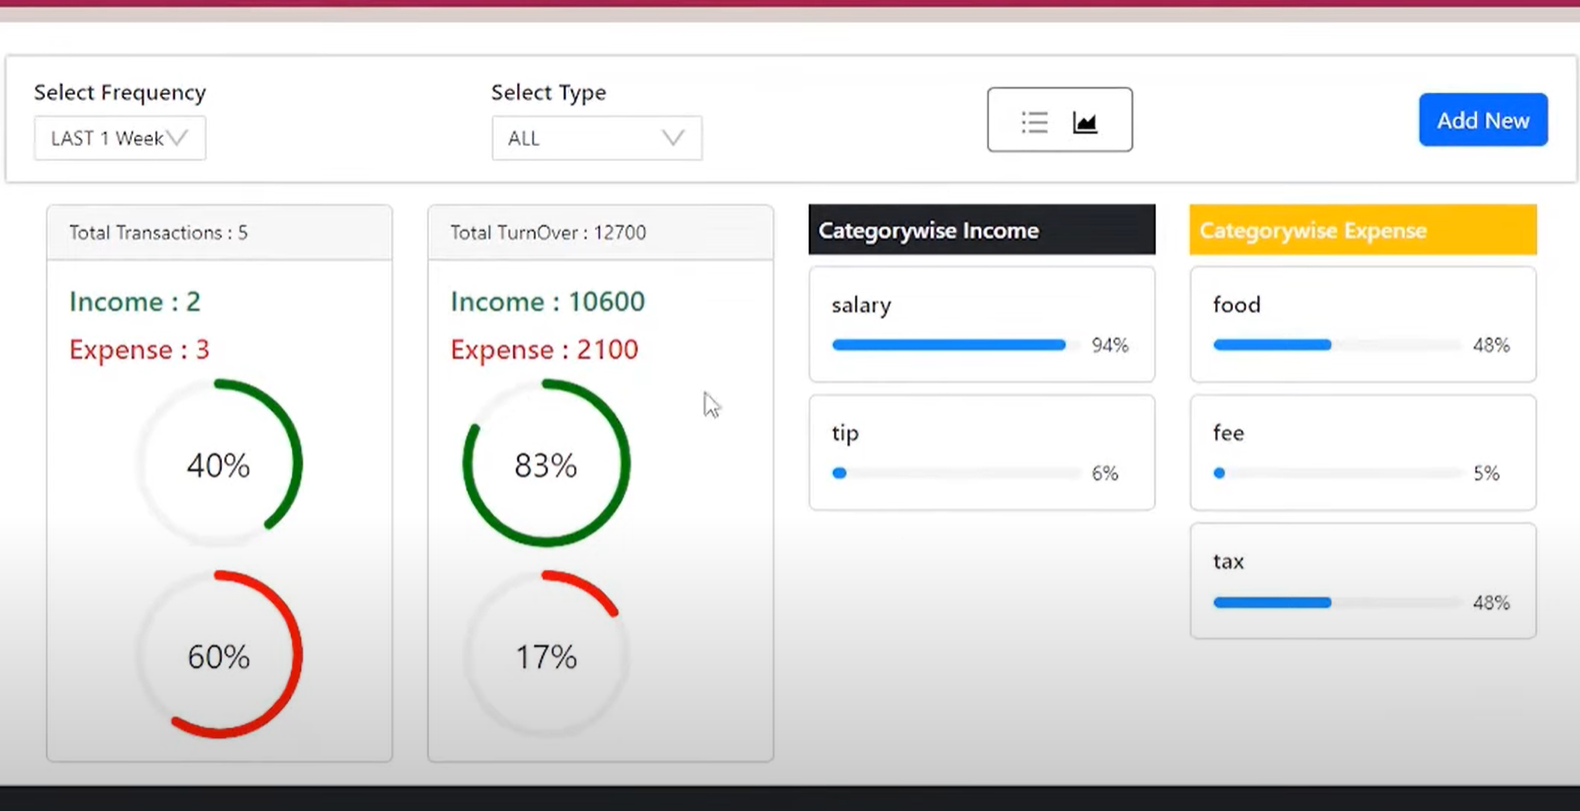 Select Frequency
LAST 1 Week
Select Type
ALL
Add New
Total Transactions : 5
Income : 2
Expense : 3
40%
60%
Total TurnOver : 12700
Income : 10600
Expense : 2100
83%
17%
Categorywise Income
salary
94%
tip
6%
Categorywise Expense
food
48%
fee
5%
tax
48%